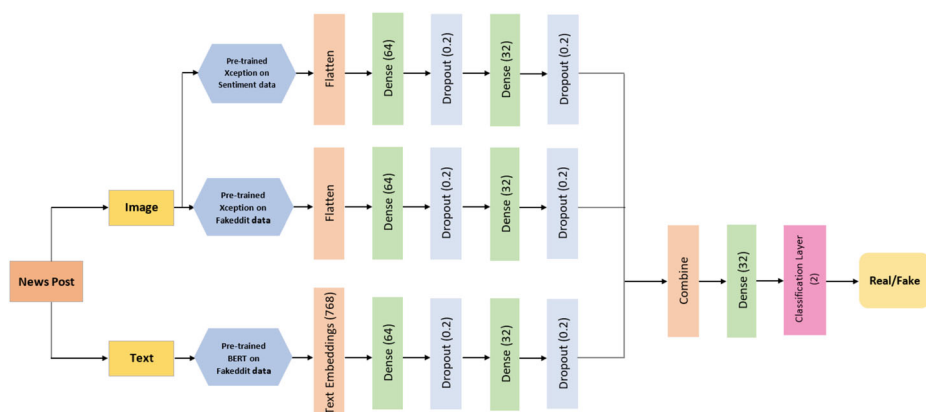 Pre-trained
Xception on
Sentiment data
Flatten
Dense (64)
Dropout (0.2)
Dense (32)
Dropout (0.2)
Image
Pre-trained
Xception on
Fakeddit data
Flatten
Dense (64)
Dropout (0.2)
Dense (32)
Dropout (0.2)
News Post
Text
Pre-trained
BERT on
Fakeddit data
Text Embeddings (768)
Dense (64)
Dropout (0.2)
Dense (32)
Dropout (0.2)
Combine
Dense (32)
Classification Layer
(2)
Real/Fake